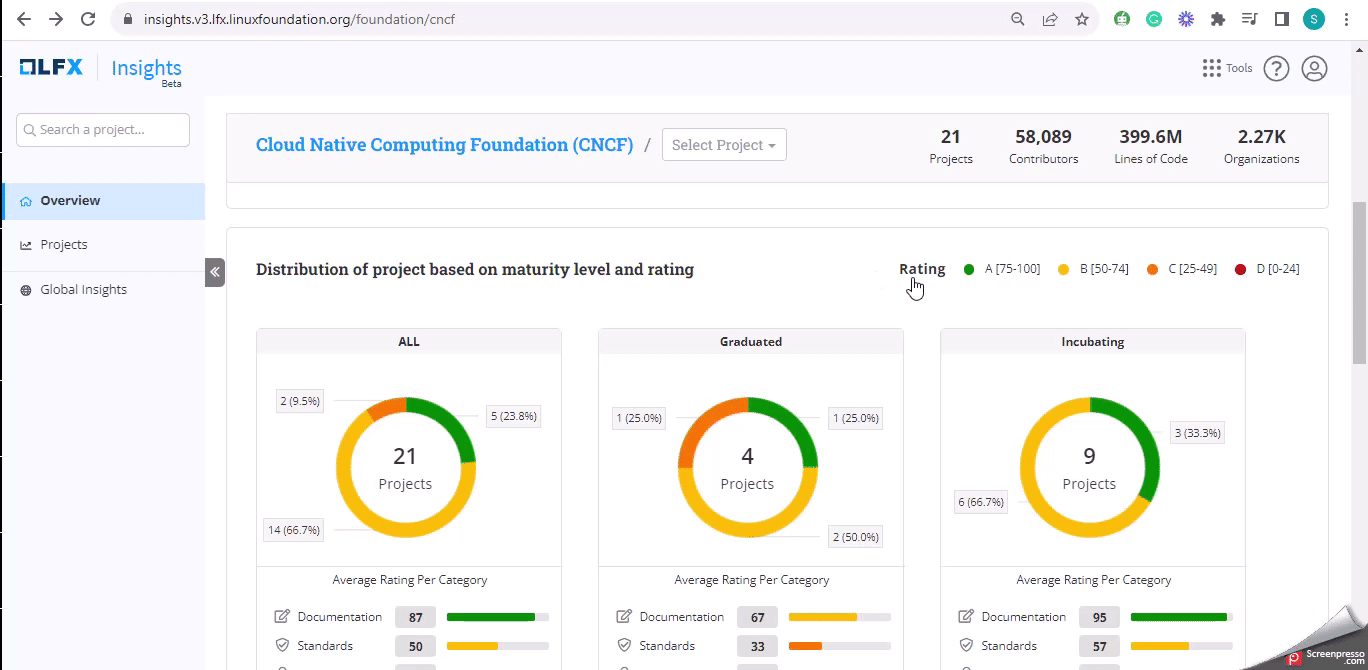 insights.v3.lfx.linuxfoundation.org/foundation/cncf
S
LFX Insights
Beta
Tools
?
Search a project...
Overview
Projects
Global Insights
Cloud Native Computing Foundation (CNCF) / Select Project
21 58,089 399.6M 2.27K
Projects Contributors Lines of Code Organizations
Distribution of project based on maturity level and rating
Rating A [75-100] B [50-74] C [25-49] D [0-24]
ALL
2 (9.5%)
5 (23.8%)
21
Projects
14 (66.7%)
Average Rating Per Category
Documentation 87
Standards 50
Graduated
1 (25.0%)
1 (25.0%)
4
Projects
2 (50.0%)
Average Rating Per Category
Documentation 67
Standards 33
Incubating
3 (33.3%)
9
Projects
6 (66.7%)
Average Rating Per Category
Documentation 95
Standards 57
Screenpresso
.com